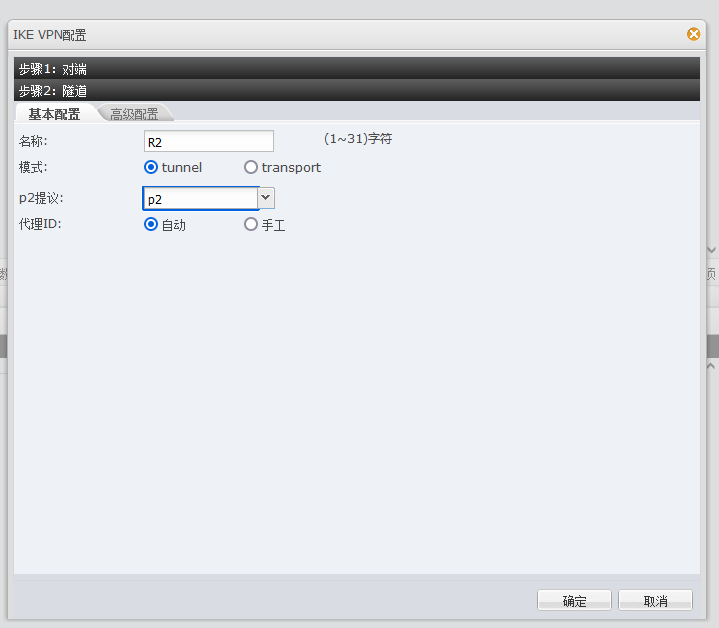 IKE VPN配置
步骤1: 对端
步骤2: 隧道
基本配置 高级配置
名称: R2 (1~31)字符
模式: tunnel transport
p2提议: p2
代理ID: 自动 手工
确定 取消